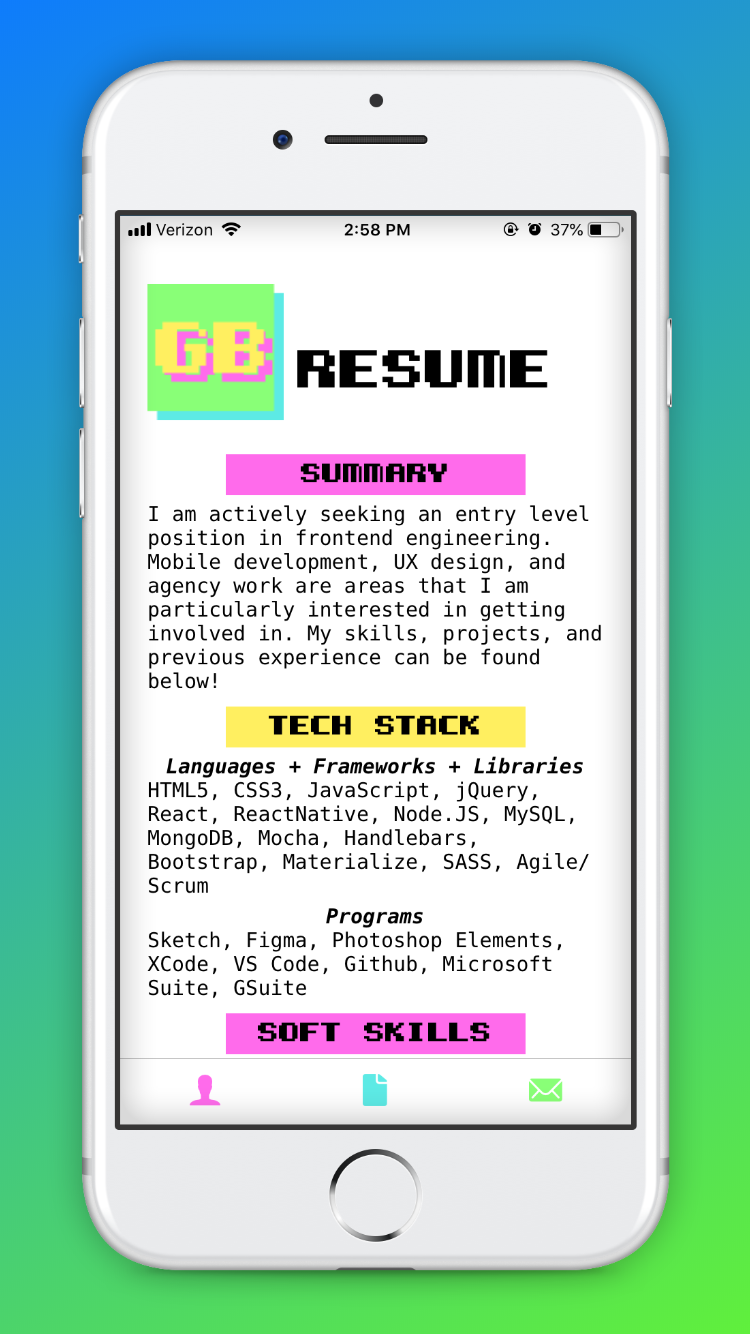 Verizon 2:58 PM 37%
GB
RESUME
SUMMARY
I am actively seeking an entry level
position in frontend engineering.
Mobile development, UX design, and
agency work are areas that I am
particularly interested in getting
involved in. My skills, projects, and
previous experience can be found
below!
TECH STACK
Languages + Frameworks + Libraries
HTML5, CSS3, JavaScript, jQuery,
React, ReactNative, Node.JS, MySQL,
MongoDB, Mocha, Handlebars,
Bootstrap, Materialize, SASS, Agile/
Scrum
Programs
Sketch, Figma, Photoshop Elements,
XCode, VS Code, Github, Microsoft
Suite, GSuite
SOFT SKILLS